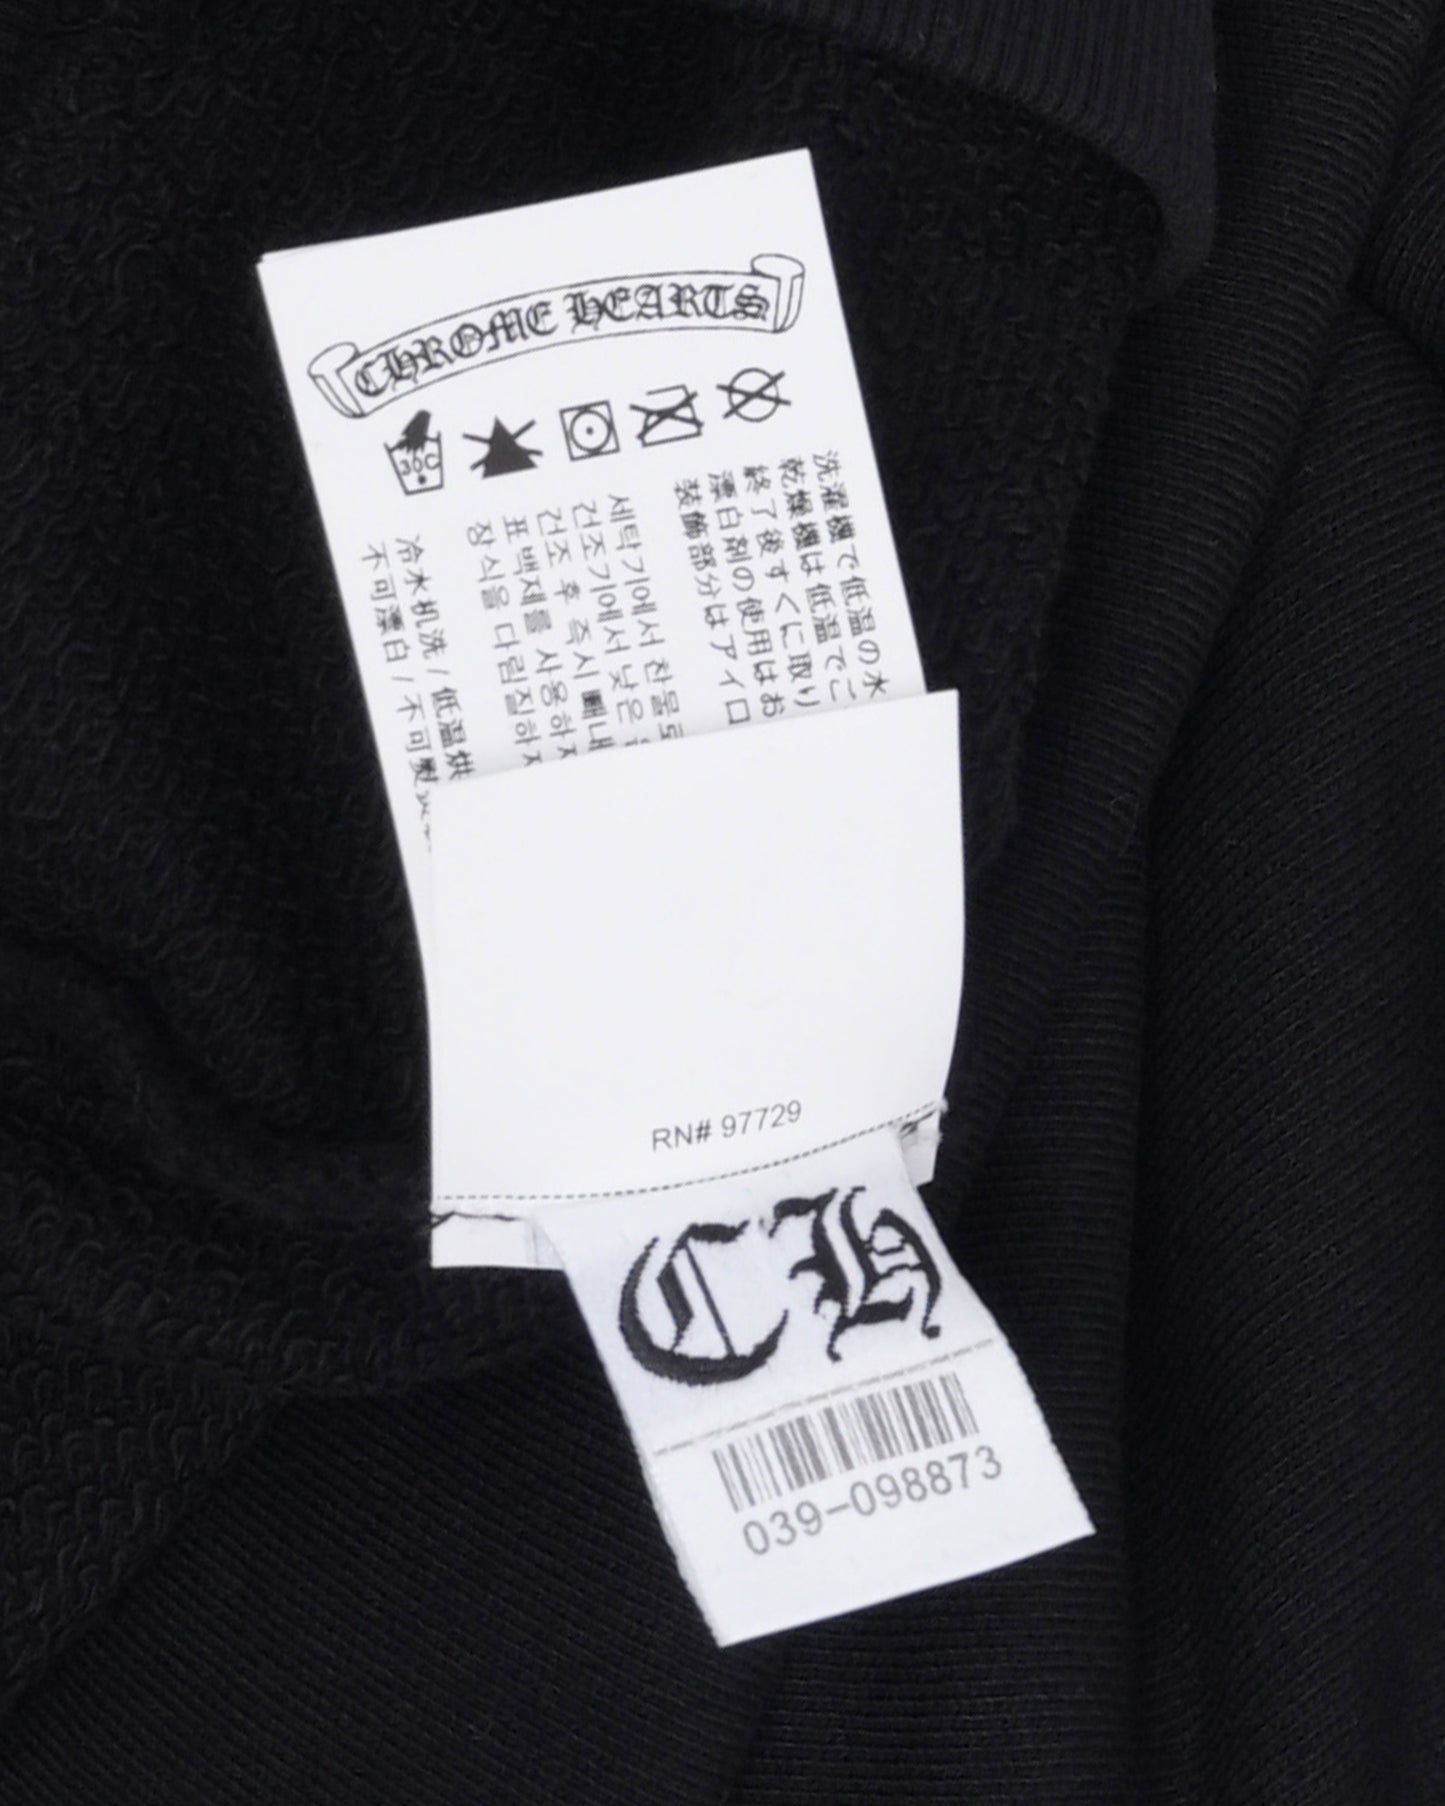 CHROME HEARTS
30C
洗濯機で低温の水
乾燥機は低温でご
終了後すぐに取り
漂白剤の使用はお
装飾部分はアイロ
세탁기에서 찬물로
건조기에서 낮은
건조 후 즉시 빼내
표백제를 사용하지
장식을 다림질하지
冷水机洗 / 低温烘
不可漂白 / 不可熨
RN# 97729
CH
039-098873